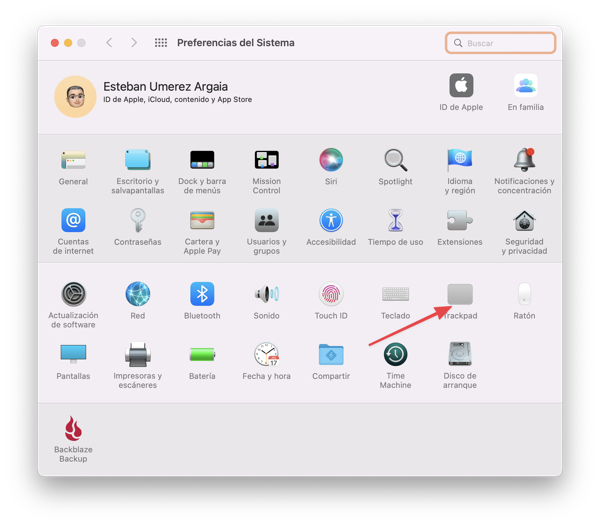 Preferencias del Sistema
Buscar
Esteban Umerez Argaia
ID de Apple, iCloud, contenido y App Store
ID de Apple
En familia
General
Escritorio y
salvapantallas
Dock y barra
de menús
Mission
Control
Siri
Spotlight
Idioma
y región
Notificaciones y
concentración
Cuentas
de internet
Contraseñas
Cartera y
Apple Pay
Usuarios y
grupos
Accesibilidad
Tiempo de uso
Extensiones
Seguridad
y privacidad
Actualización
de software
Red
Bluetooth
Sonido
Touch ID
Teclado
Trackpad
Ratón
Pantallas
Impresoras y
escáneres
Batería
17
Fecha y hora
Compartir
Time
Machine
Disco de
arranque
Backblaze
Backup